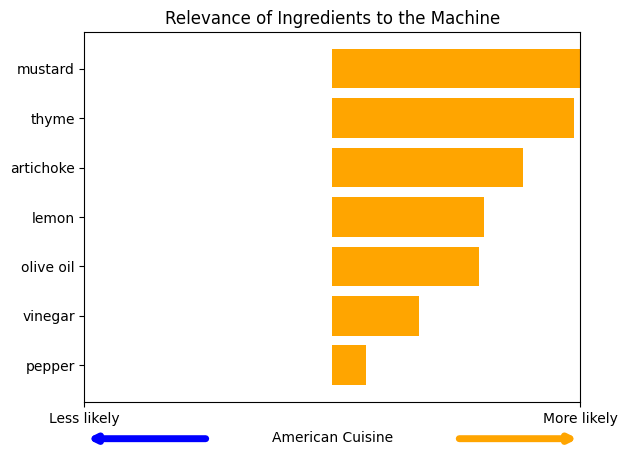 Relevance of Ingredients to the Machine
mustard
thyme
artichoke
lemon
olive oil
vinegar
pepper
Less likely
More likely
American Cuisine